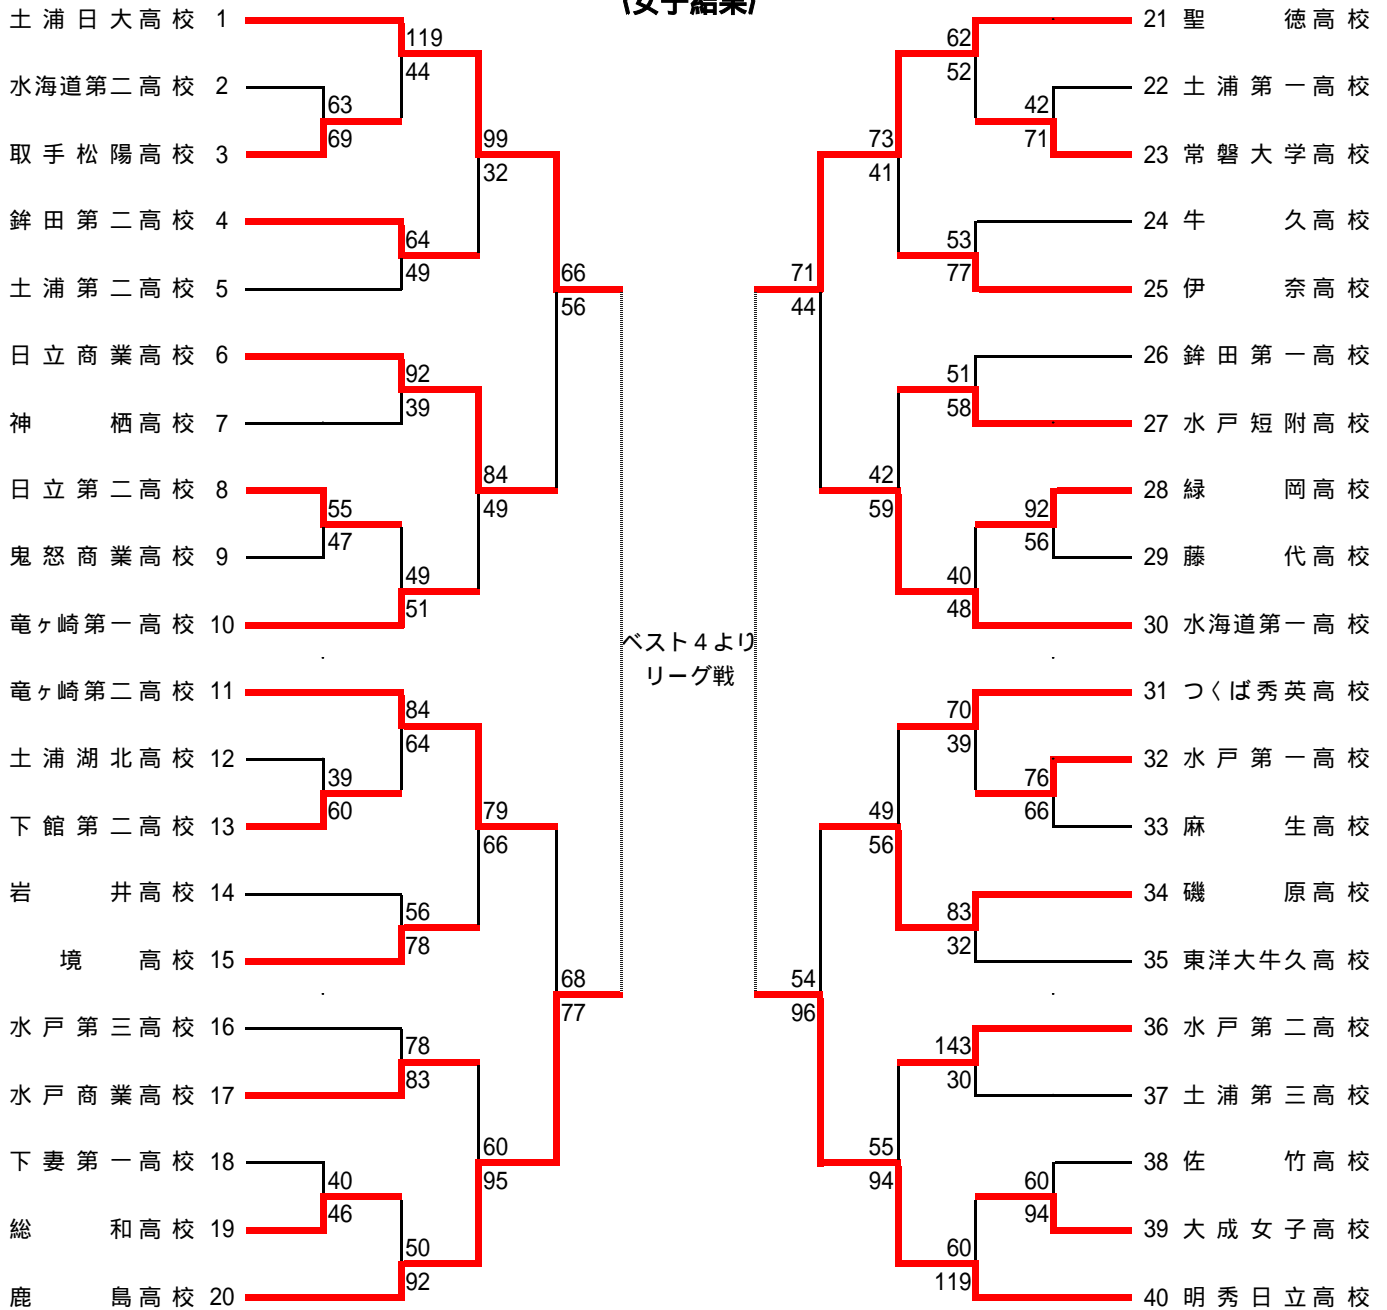 (女子結果)
土浦日大高校 1
水海道第二高校 2
取手松陽高校 3
鉾田第二高校 4
土浦第二高校 5
日立商業高校 6
神栖高校 7
日立第二高校 8
鬼怒商業高校 9
竜ヶ崎第一高校 10
竜ヶ崎第二高校 11
土浦湖北高校 12
下館第二高校 13
岩井高校 14
境高校 15
水戸第三高校 16
水戸商業高校 17
下妻第一高校 18
総和高校 19
鹿島高校 20
63
69
55
47
39
60
40
46
119
44
64
49
92
39
49
51
84
64
56
78
78
83
50
92
99
32
84
49
79
66
60
95
66
56
68
77
ベスト4より
リーグ戦
71
44
54
96
73
41
42
59
49
56
55
94
62
52
53
77
51
58
40
48
70
39
83
32
143
30
60
119
42
71
92
56
76
66
60
94
21 聖徳高校
22 土浦第一高校
23 常磐大学高校
24 牛久高校
25 伊奈高校
26 鉾田第一高校
27 水戸短附高校
28 緑岡高校
29 藤代高校
30 水海道第一高校
31 つくば秀英高校
32 水戸第一高校
33 麻生高校
34 磯原高校
35 東洋大牛久高校
36 水戸第二高校
37 土浦第三高校
38 佐竹高校
39 大成女子高校
40 明秀日立高校